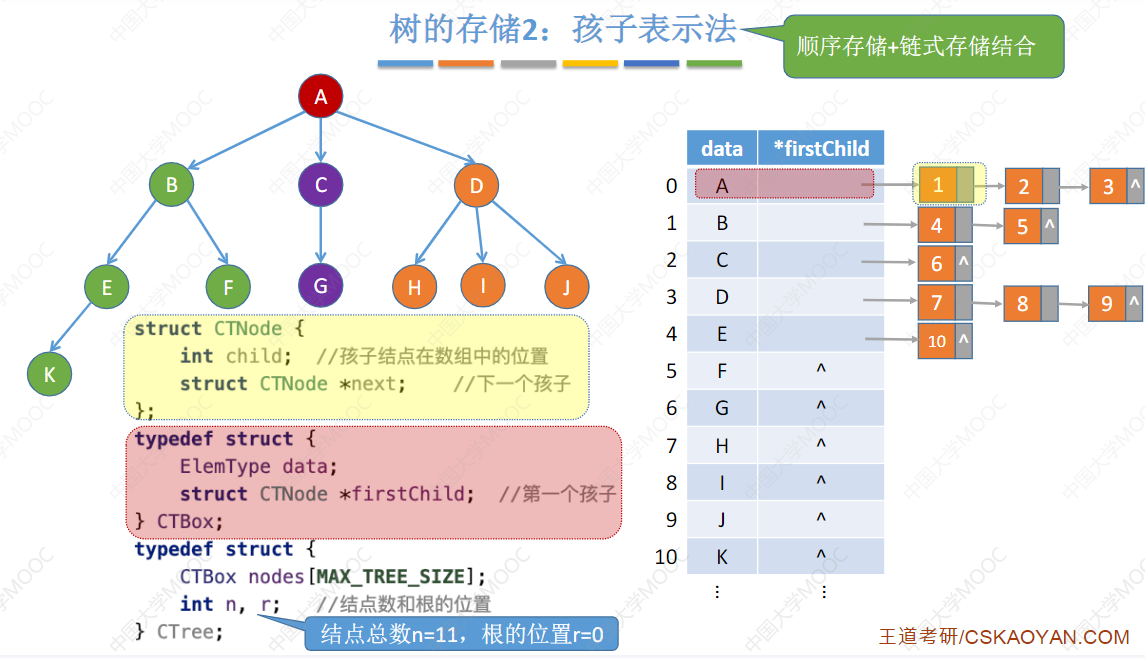 树的存储2：孩子表示法
顺序存储+链式存储结合
A
B
C
D
E
F
G
H
I
J
K
struct CTNode {
int child; //孩子结点在数组中的位置
struct CTNode *next; //下一个孩子
};
typedef struct {
ElemType data;
struct CTNode *firstChild; //第一个孩子
} CTBox;
typedef struct {
CTBox nodes[MAX_TREE_SIZE];
int n, r; //结点数和根的位置
} CTree;
结点总数n=11，根的位置r=0
data *firstChild
0 A 1 2 3 ^
1 B 4 5 ^
2 C 6 ^
3 D 7 8 9 ^
4 E 10 ^
5 F ^
6 G ^
7 H ^
8 I ^
9 J ^
10 K ^
⋮ ⋮
王道考研/CSKAOYAN.COM
中国大学MOOC